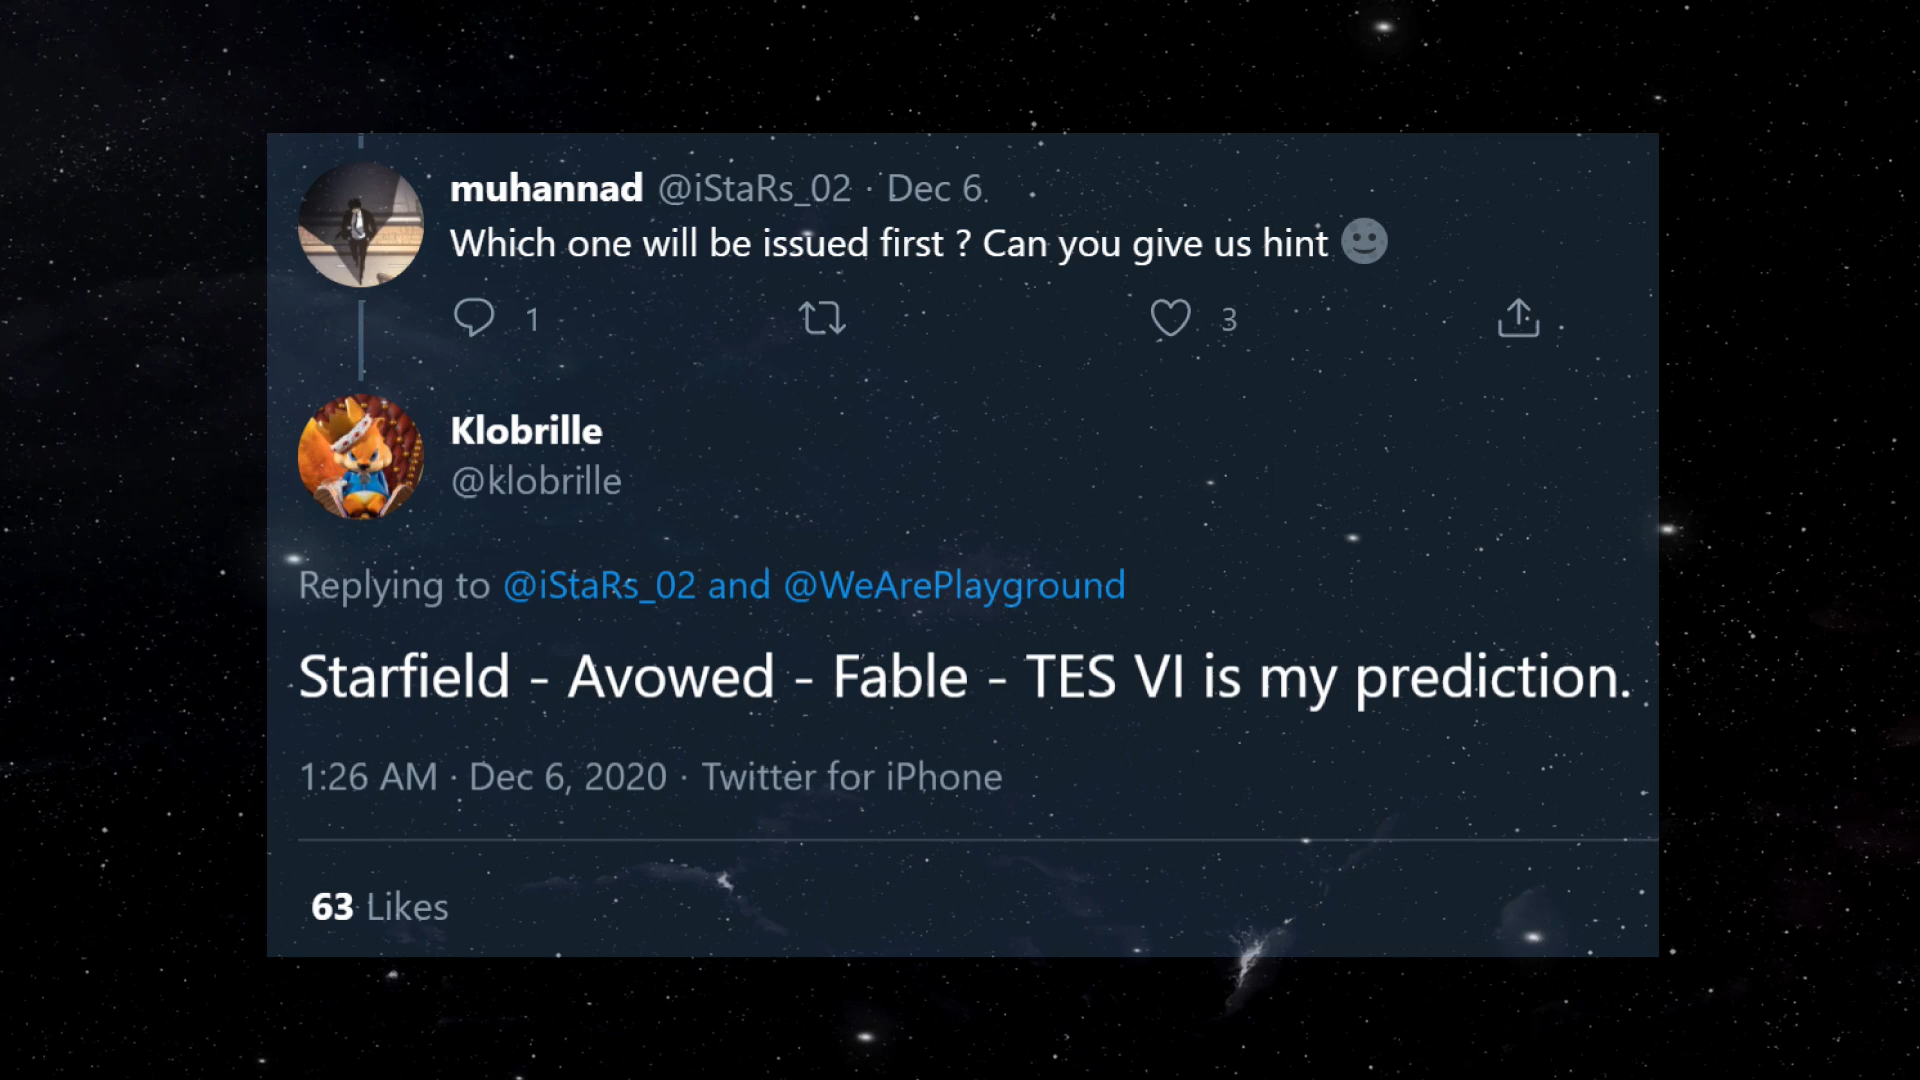 muhannad @iStaRs_02 · Dec 6
Which one will be issued first ? Can you give us hint
1 3
Klobrille
@klobrille
Replying to @iStaRs_02 and @WeArePlayground
Starfield - Avowed - Fable - TES VI is my prediction.
1:26 AM · Dec 6, 2020 · Twitter for iPhone
63 Likes